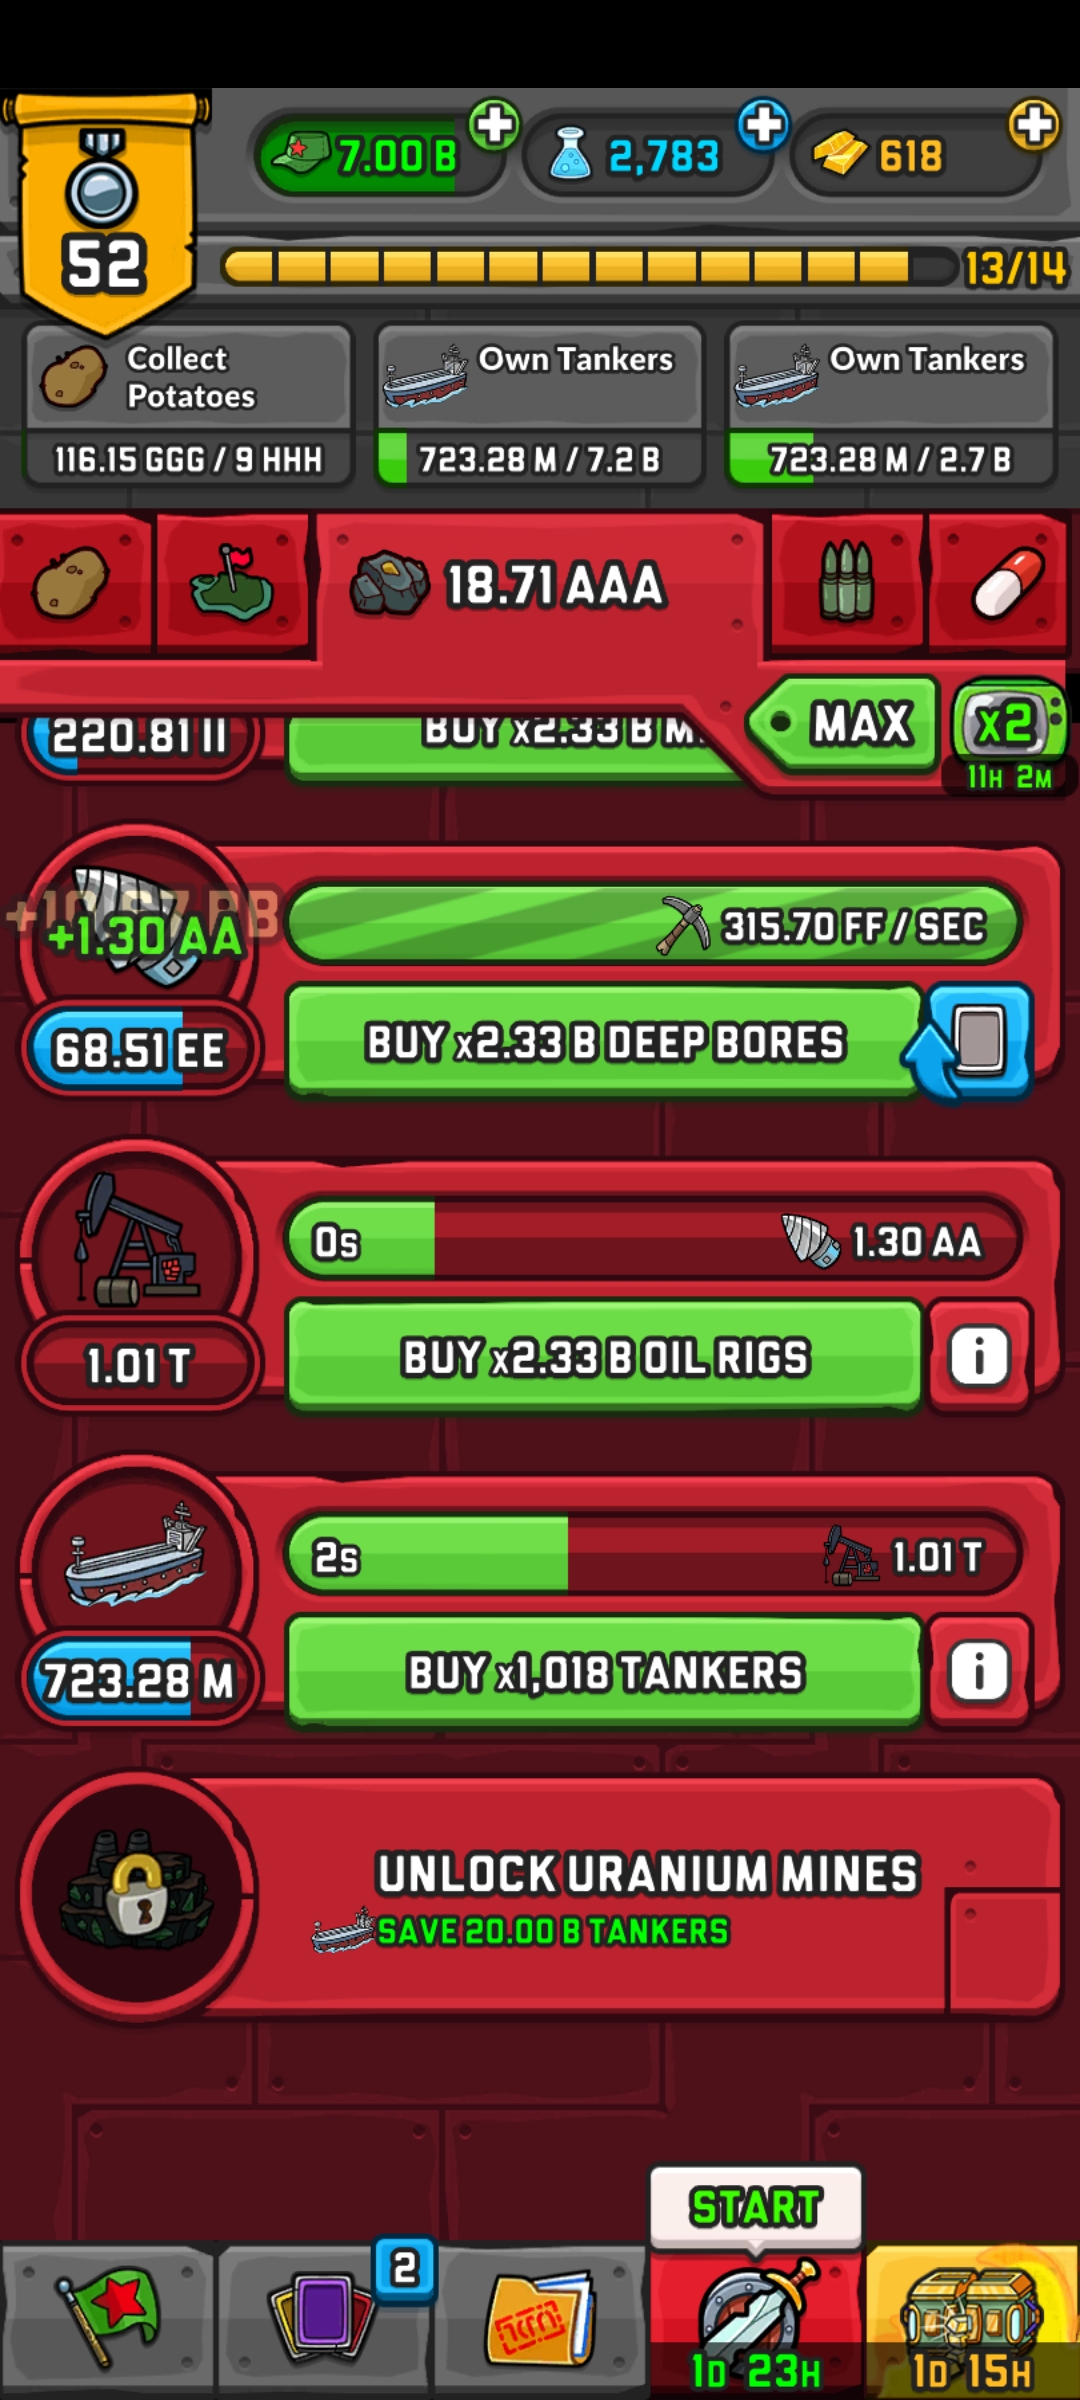 52
7.00 B
2,783
618
13/14
Collect
Potatoes
116.15 GGG / 9 HHH
Own Tankers
723.28 M / 7.2 B
Own Tankers
723.28 M / 2.7 B
18.71 AAA
MAX
x2
11H 2M
220.81 II
BUY x2.33 B
+1.30 AA
315.70 FF / SEC
68.51 EE
BUY x2.33 B DEEP BORES
0s
1.30 AA
1.01 T
BUY x2.33 B OIL RIGS
2s
1.01 T
723.28 M
BUY x1,018 TANKERS
UNLOCK URANIUM MINES
SAVE 20.00 B TANKERS
START
2
1D 23H
1D 15H